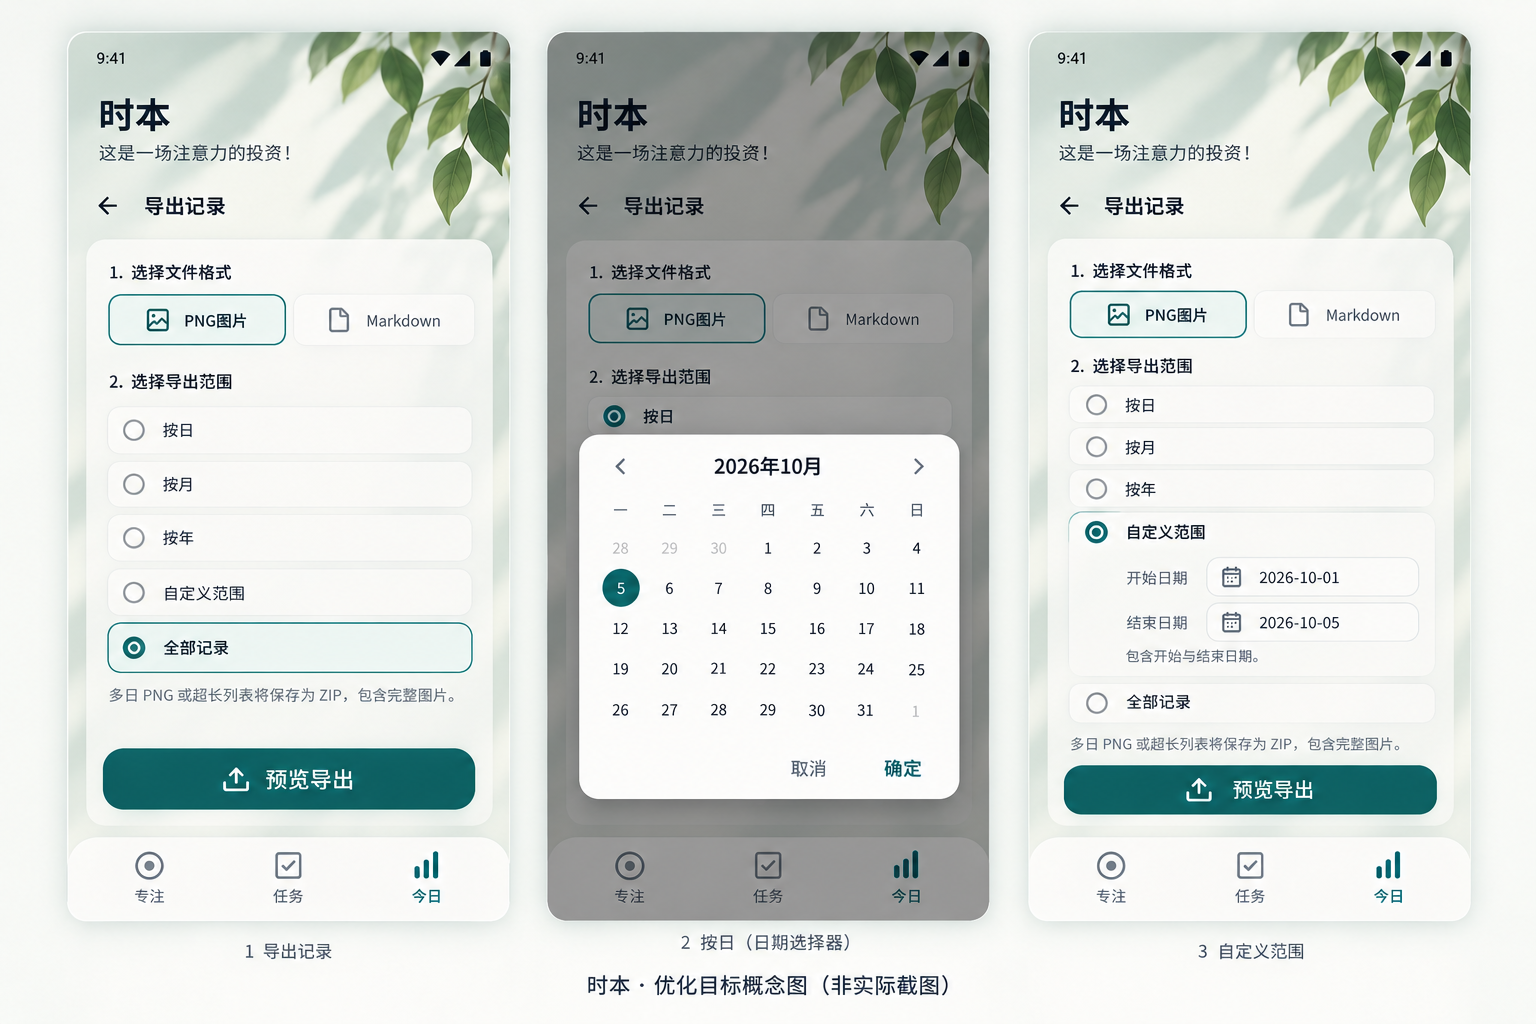 9:41
时本
这是一场注意力的投资！
导出记录
1. 选择文件格式
PNG图片
Markdown
2. 选择导出范围
按日
按月
按年
自定义范围
全部记录
多日 PNG 或超长列表将保存为 ZIP，包含完整图片。
预览导出
专注
任务
今日
1 导出记录
9:41
时本
这是一场注意力的投资！
导出记录
1. 选择文件格式
PNG图片
Markdown
2. 选择导出范围
按日
2026年10月
一 二 三 四 五 六 日
28 29 30 1 2 3 4
5 6 7 8 9 10 11
12 13 14 15 16 17 18
19 20 21 22 23 24 25
26 27 28 29 30 31 1
取消
确定
专注
任务
今日
2 按日（日期选择器）
9:41
时本
这是一场注意力的投资！
导出记录
1. 选择文件格式
PNG图片
Markdown
2. 选择导出范围
按日
按月
按年
自定义范围
开始日期
2026-10-01
结束日期
2026-10-05
包含开始与结束日期。
全部记录
多日 PNG 或超长列表将保存为 ZIP，包含完整图片。
预览导出
专注
任务
今日
3 自定义范围
时本 · 优化目标概念图（非实际截图）